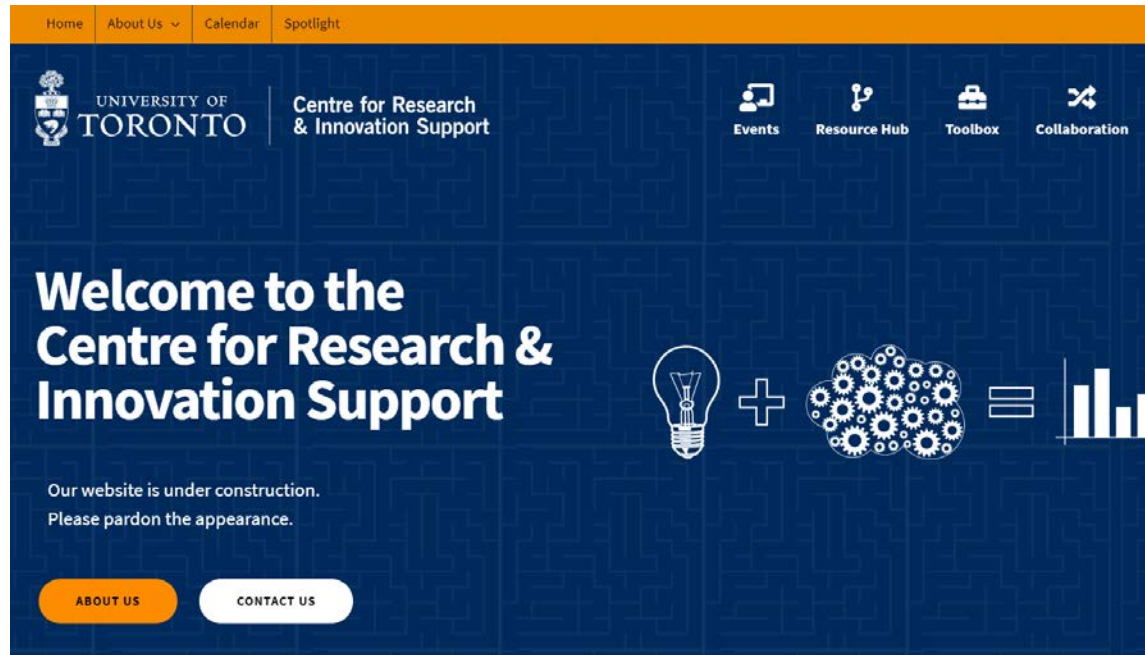 Home
About Us
Calendar
Spotlight
UNIVERSITY OF
TORONTO
Centre for Research
& Innovation Support
Events
Resource Hub
Toolbox
Collaboration
Welcome to the
Centre for Research &
Innovation Support
Our website is under construction.
Please pardon the appearance.
ABOUT US
CONTACT US